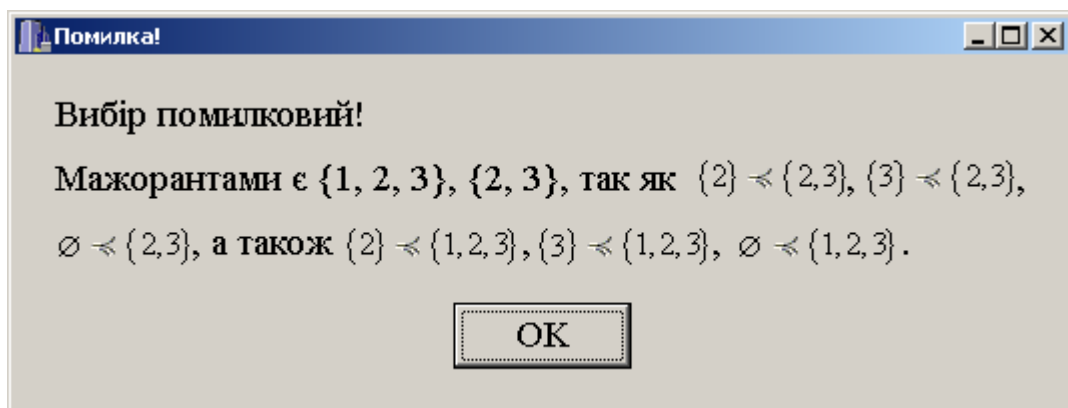 Помилка!
Вибір помилковий!
Мажорантами є {1, 2, 3}, {2, 3}, так як {2} ≼ {2,3}, {3} ≼ {2,3},
∅ ≼ {2,3}, а також {2} ≼ {1,2,3}, {3} ≼ {1,2,3}, ∅ ≼ {1,2,3}.
OK